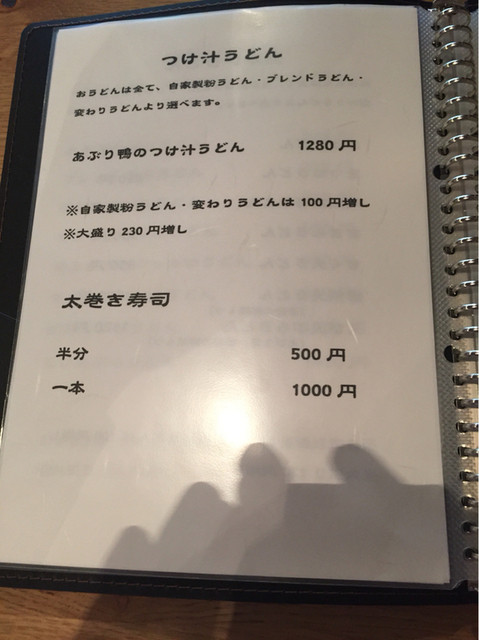 つけ汁うどん
おうどんは全て、自家製粉うどん・ブレンドうどん・
変わりうどんより選べます。
あぶり鴨のつけ汁うどん 1280 円
※自家製粉うどん・変わりうどんは 100 円増し
※大盛り 230 円増し
太巻き寿司
半分 500 円
一本 1000 円